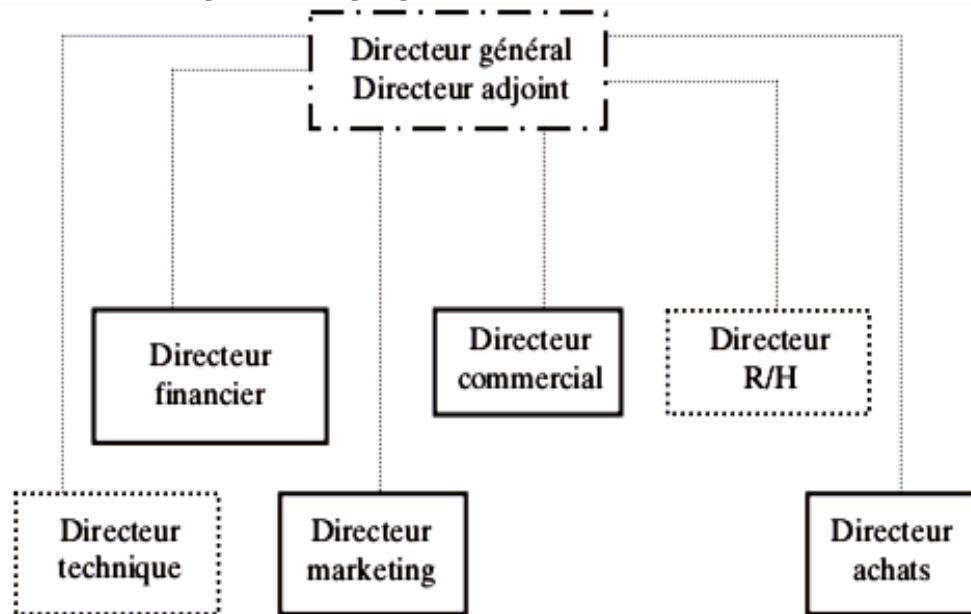 Directeur général
Directeur adjoint
Directeur
financier
Directeur
commercial
Directeur
R/H
Directeur
technique
Directeur
marketing
Directeur
achats